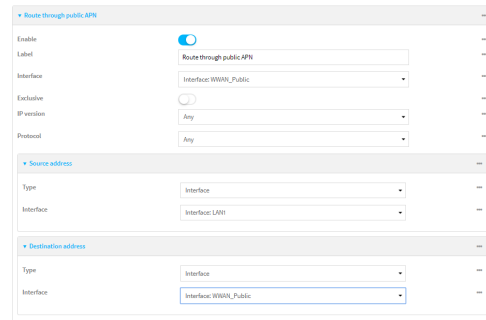 Route through public APN
Enable
Label Route through public APN
Interface Interface: WWAN_Public
Exclusive
IP version Any
Protocol Any
Source address
Type Interface
Interface Interface: LAN1
Destination address
Type Interface
Interface Interface: WWAN_Public